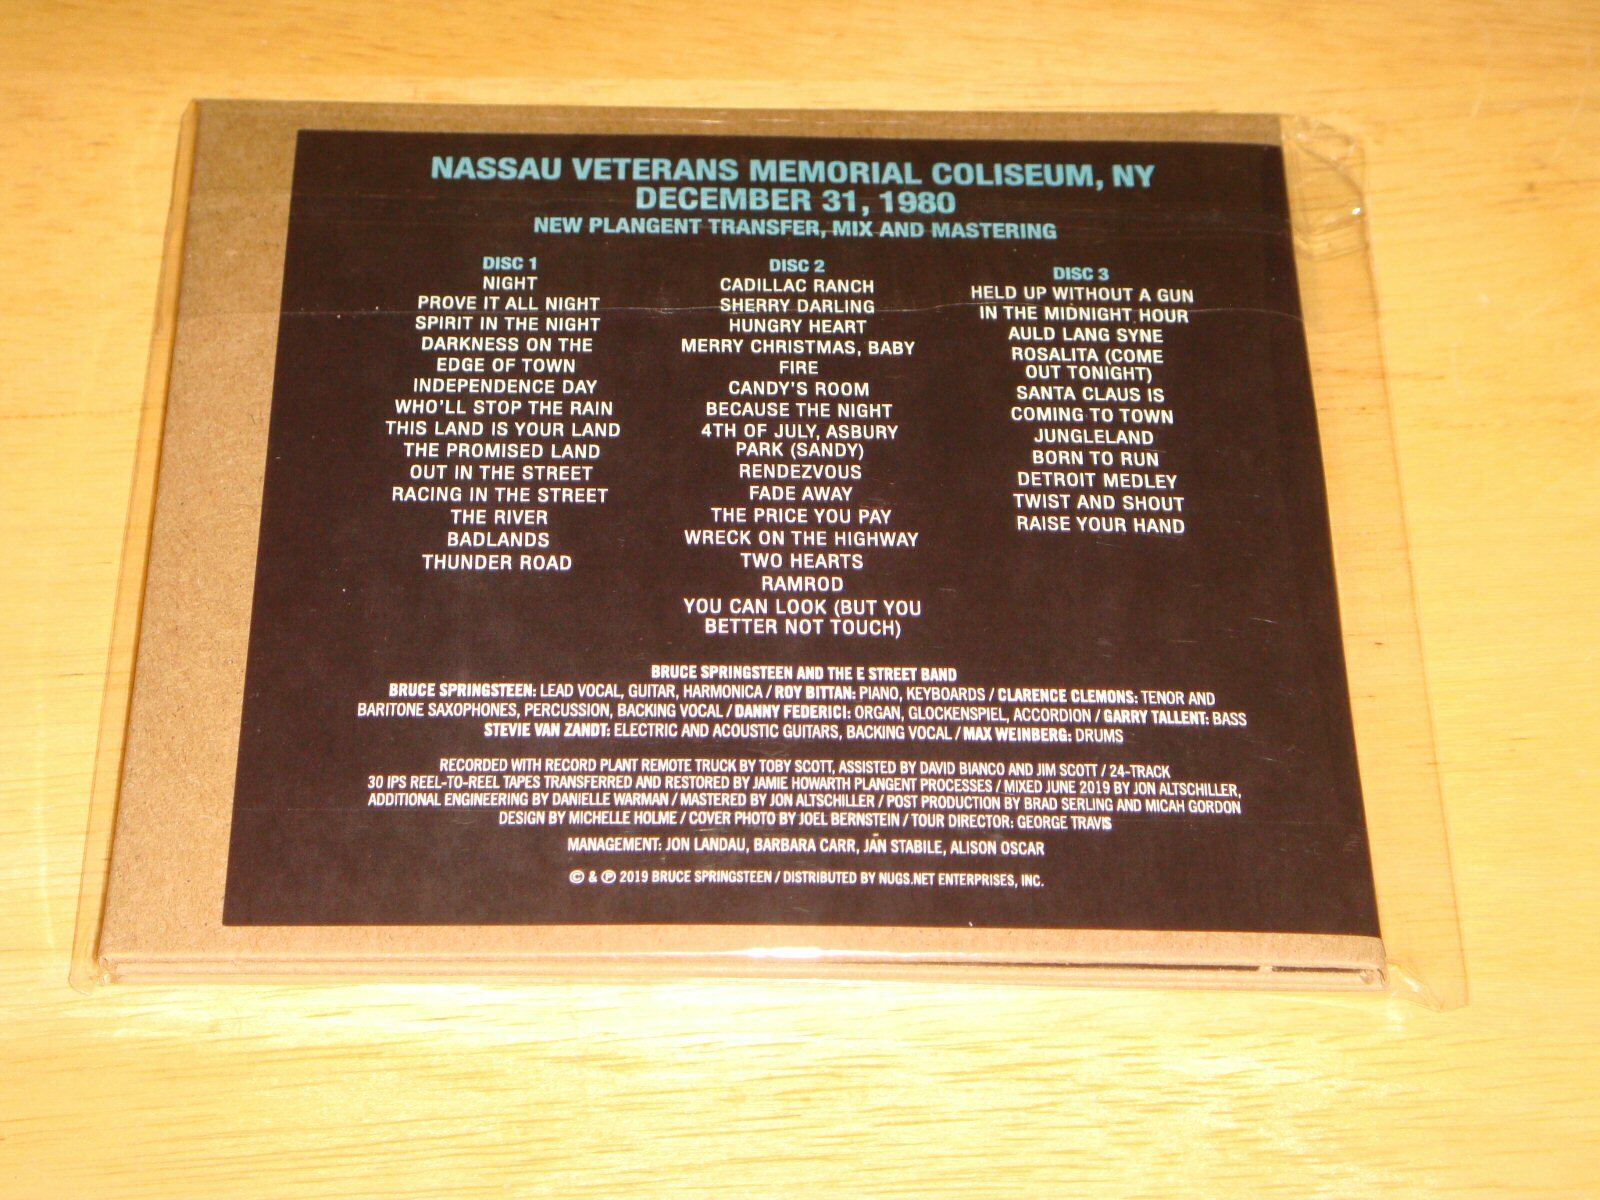 NASSAU VETERANS MEMORIAL COLISEUM, NY
DECEMBER 31, 1980
NEW PLANGENT TRANSFER, MIX AND MASTERING
DISC 1
NIGHT
PROVE IT ALL NIGHT
SPIRIT IN THE NIGHT
DARKNESS ON THE
EDGE OF TOWN
INDEPENDENCE DAY
WHO'LL STOP THE RAIN
THIS LAND IS YOUR LAND
THE PROMISED LAND
OUT IN THE STREET
RACING IN THE STREET
THE RIVER
BADLANDS
THUNDER ROAD
DISC 2
CADILLAC RANCH
SHERRY DARLING
HUNGRY HEART
MERRY CHRISTMAS, BABY
FIRE
CANDY'S ROOM
BECAUSE THE NIGHT
4TH OF JULY, ASBURY
PARK (SANDY)
RENDEZVOUS
FADE AWAY
THE PRICE YOU PAY
WRECK ON THE HIGHWAY
TWO HEARTS
RAMROD
YOU CAN LOOK (BUT YOU
BETTER NOT TOUCH)
DISC 3
HELD UP WITHOUT A GUN
IN THE MIDNIGHT HOUR
AULD LANG SYNE
ROSALITA (COME
OUT TONIGHT)
SANTA CLAUS IS
COMING TO TOWN
JUNGLELAND
BORN TO RUN
DETROIT MEDLEY
TWIST AND SHOUT
RAISE YOUR HAND
BRUCE SPRINGSTEEN AND THE E STREET BAND
BRUCE SPRINGSTEEN: LEAD VOCAL, GUITAR, HARMONICA / ROY BITTAN: PIANO, KEYBOARDS / CLARENCE CLEMONS: TENOR AND
BARITONE SAXOPHONES, PERCUSSION, BACKING VOCAL / DANNY FEDERICI: ORGAN, GLOCKENSPIEL, ACCORDION / GARRY TALLENT: BASS
STEVIE VAN ZANDT: ELECTRIC AND ACOUSTIC GUITARS, BACKING VOCAL / MAX WEINBERG: DRUMS
RECORDED WITH RECORD PLANT REMOTE TRUCK BY TOBY SCOTT, ASSISTED BY DAVID BIANCO AND JIM SCOTT / 24-TRACK
30 IPS REEL-TO-REEL TAPES TRANSFERRED AND RESTORED BY JAMIE HOWARTH PLANGENT PROCESSES / MIXED JUNE 2019 BY JON ALTSCHILLER,
ADDITIONAL ENGINEERING BY DANIELLE WARMAN / MASTERED BY JON ALTSCHILLER / POST PRODUCTION BY BRAD SERLING AND MICAH GORDON
DESIGN BY MICHELLE HOLME / COVER PHOTO BY JOEL BERNSTEIN / TOUR DIRECTOR: GEORGE TRAVIS
MANAGEMENT: JON LANDAU, BARBARA CARR, JAN STABILE, ALISON OSCAR
© & ℗ 2019 BRUCE SPRINGSTEEN / DISTRIBUTED BY NUGS.NET ENTERPRISES, INC.